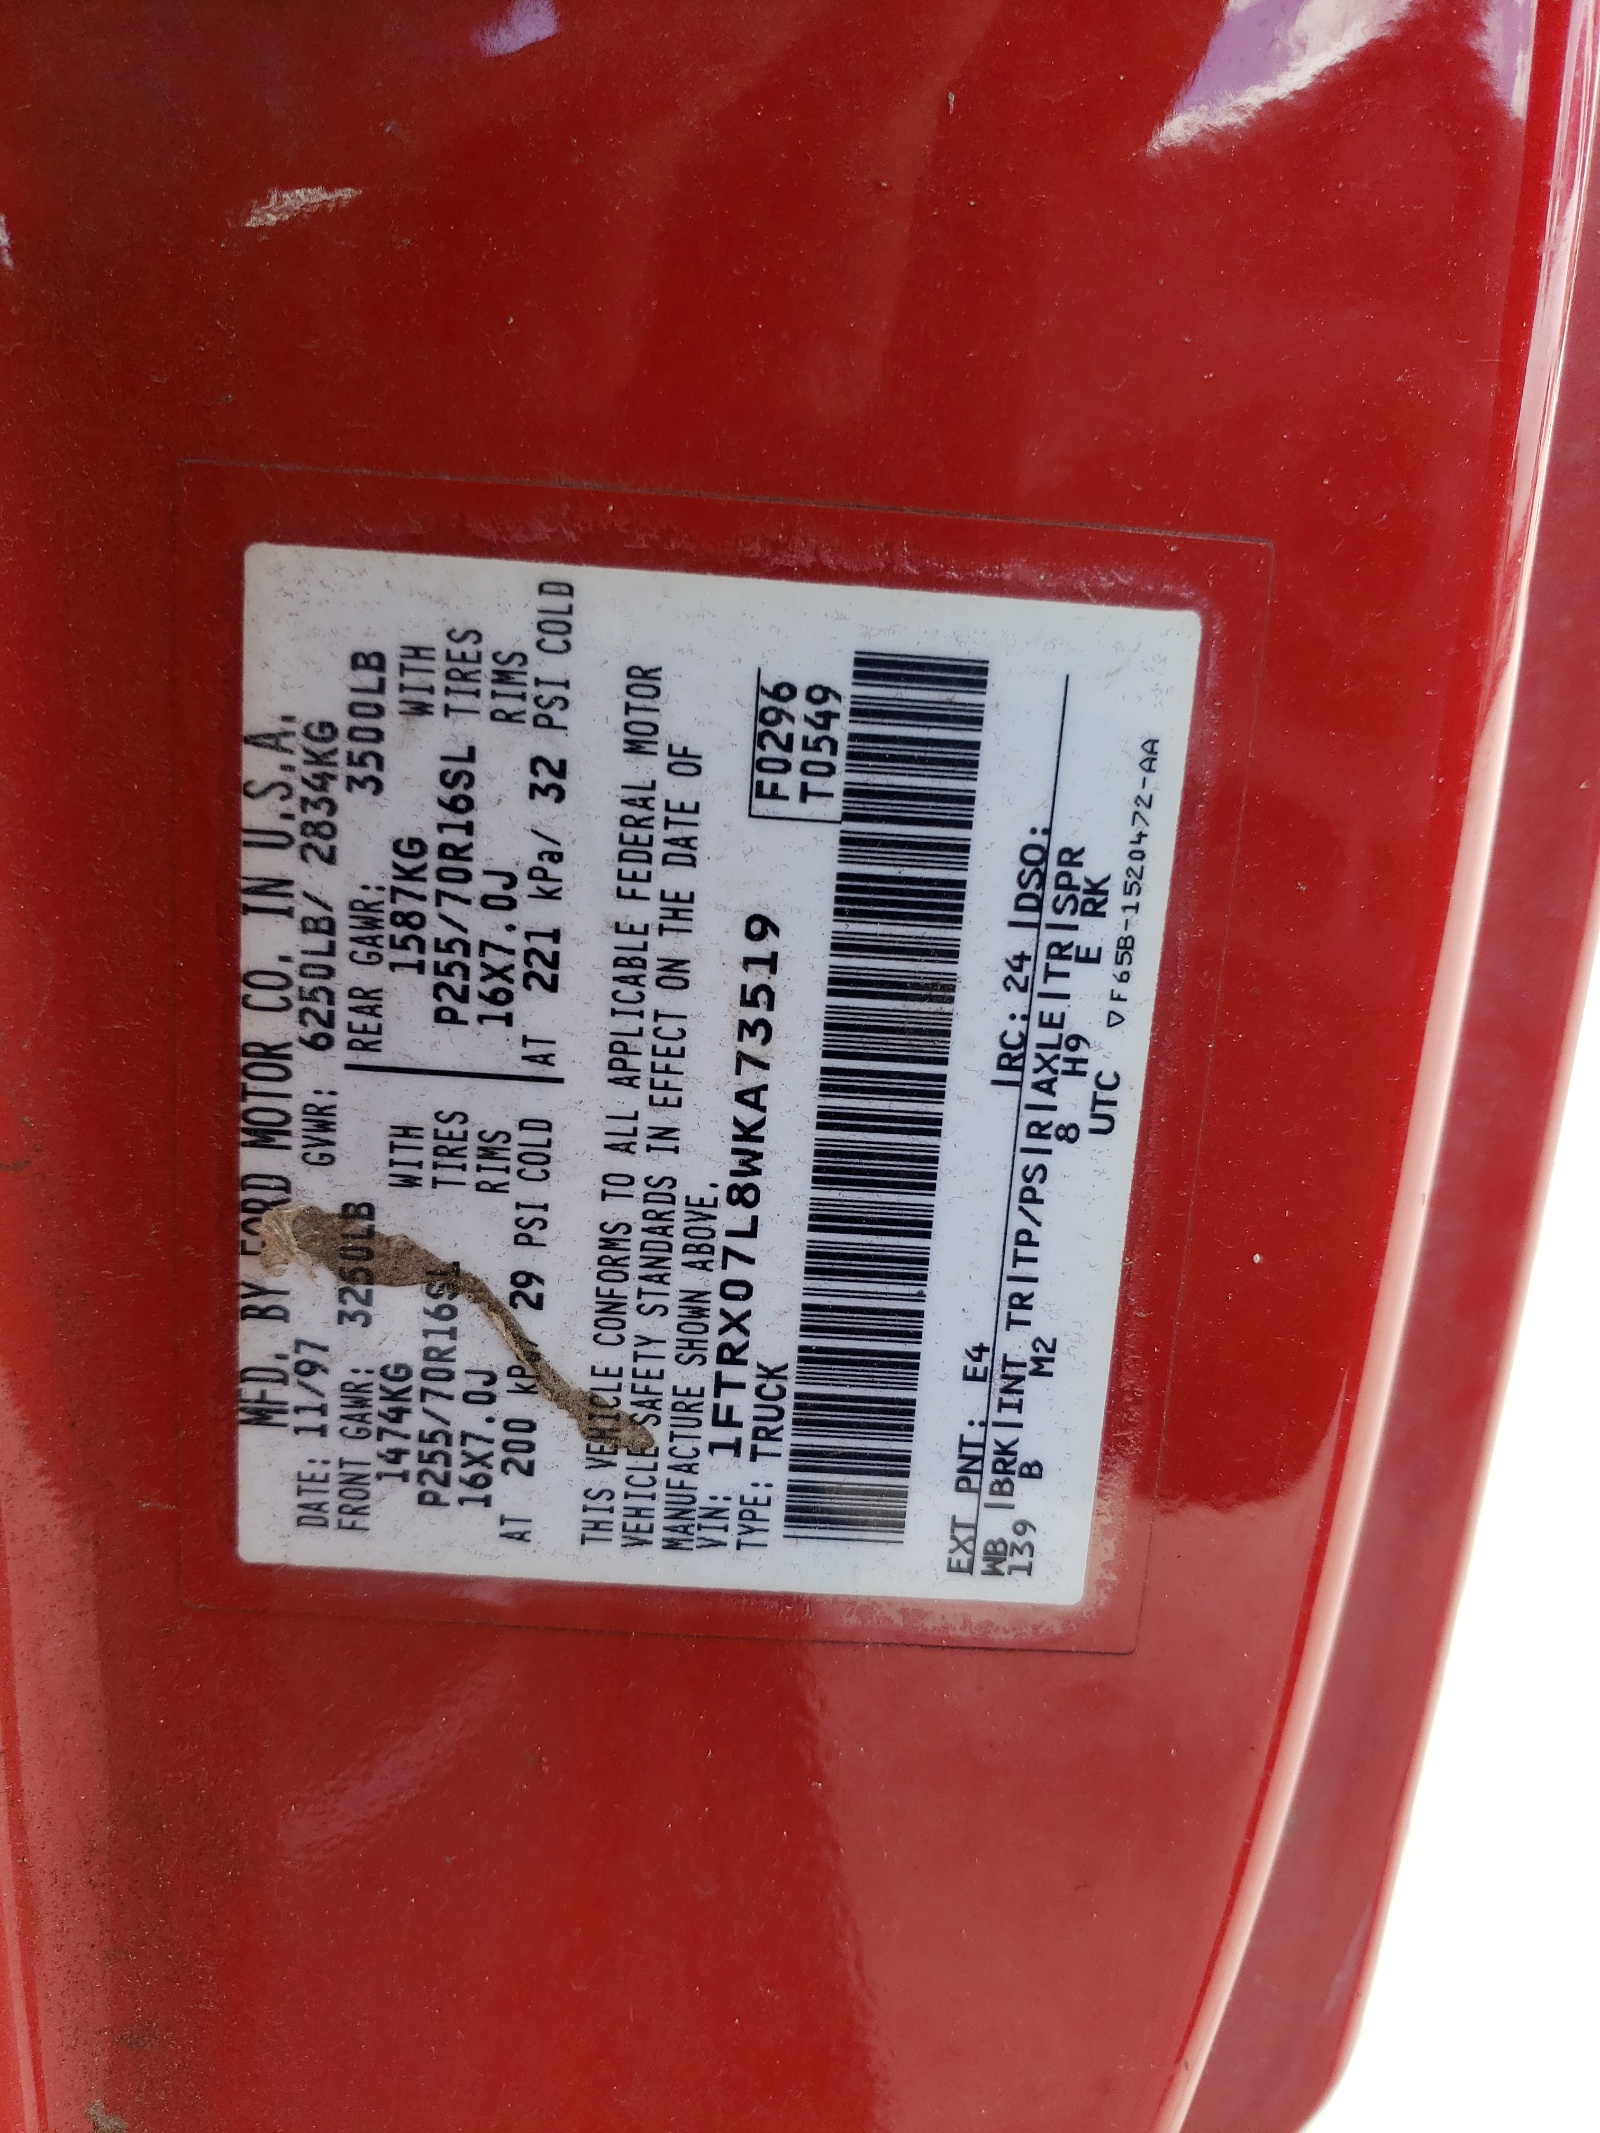 MFD. BY FORD MOTOR CO. IN U.S.A.
DATE: 11/97 GVWR: 6250LB/ 2834KG
FRONT GAWR: 3250LB REAR GAWR: 3500LB
1474KG WITH 1587KG WITH
P255/70R16SL TIRES P255/70R16SL TIRES
16X7.0J RIMS 16X7.0J RIMS
AT 200 kPa/ 29 PSI COLD AT 221 kPa/ 32 PSI COLD
THIS VEHICLE CONFORMS TO ALL APPLICABLE FEDERAL MOTOR
VEHICLE SAFETY STANDARDS IN EFFECT ON THE DATE OF
MANUFACTURE SHOWN ABOVE.
VIN: 1FTRX07L8WKA73519 F0296
TYPE: TRUCK T0549
EXT PNT: E4 RC: 24 DSO:
WB BRK INT TR TP/PS R AXLE TR SPR
139 B M2 8 H9 E RK
UTC
▽F65B-1520472-AA